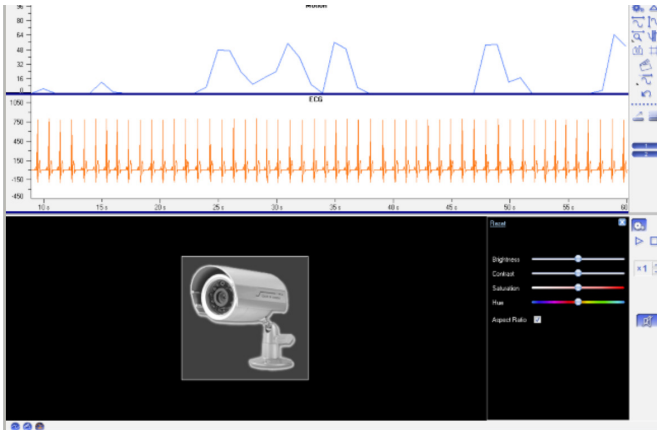 Motion
96
80
64
48
32
16
0
ECG
1050
750
450
150
-150
-450
10 s 15 s 20 s 25 s 30 s 35 s 40 s 45 s 50 s 55 s 60
Reset
Brightness
Contrast
Saturation
Hue
Aspect Ratio
×1